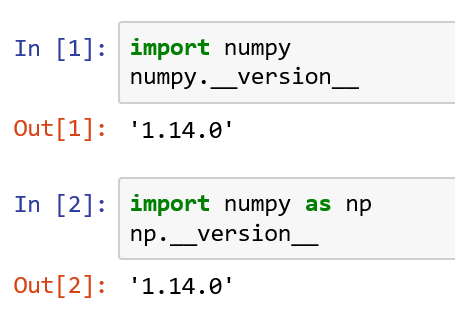 In [1]: import numpy
numpy.__version__
Out[1]: '1.14.0'
In [2]: import numpy as np
np.__version__
Out[2]: '1.14.0'